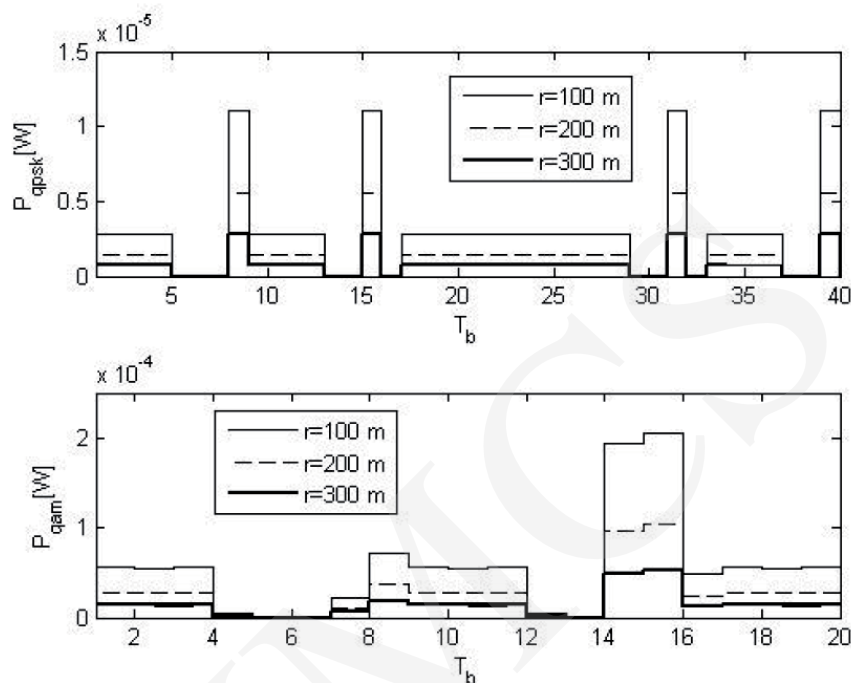 x 10^-5
1.5
1
0.5
0
P_qpsk[W]
r=100 m
r=200 m
r=300 m
5 10 15 20 25 30 35 40
T_b
x 10^-4
2
1
0
P_qam[W]
r=100 m
r=200 m
r=300 m
2 4 6 8 10 12 14 16 18 20
T_b
UMCS